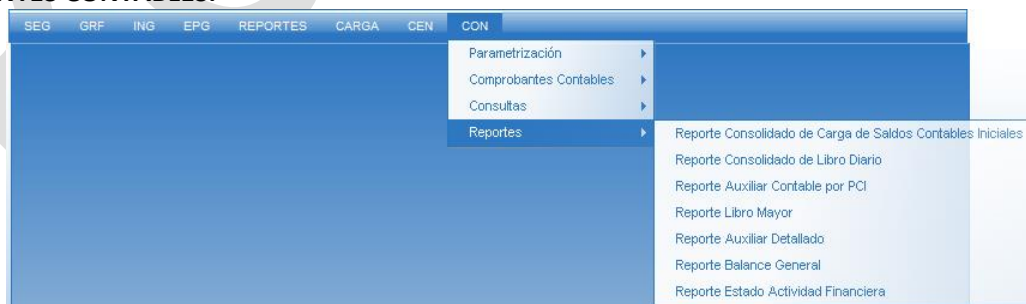 NTES CONTABLES.
SEG GRF ING EPG REPORTES CARGA CEN CON
Parametrización
Comprobantes Contables
Consultas
Reportes
Reporte Consolidado de Carga de Saldos Contables Iniciales
Reporte Consolidado de Libro Diario
Reporte Auxiliar Contable por PCI
Reporte Libro Mayor
Reporte Auxiliar Detallado
Reporte Balance General
Reporte Estado Actividad Financiera